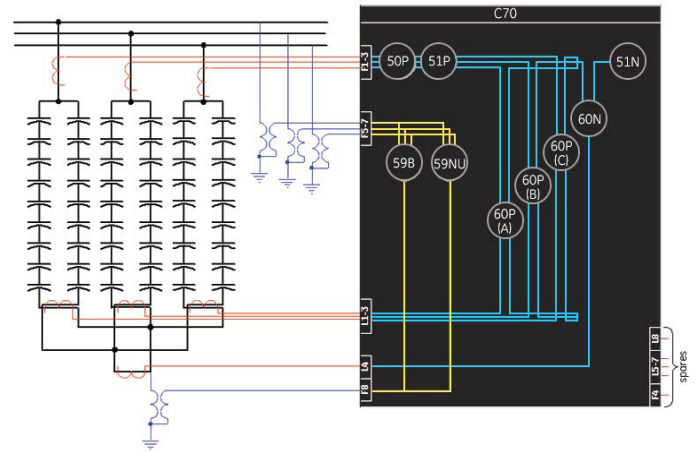 C70
F1-3
50P
51P
51N
F5-7
60N
59B
59NU
60P
(C)
60P
(B)
60P
(A)
L1-3
L8
L4
L5-7
spares
F8
F4